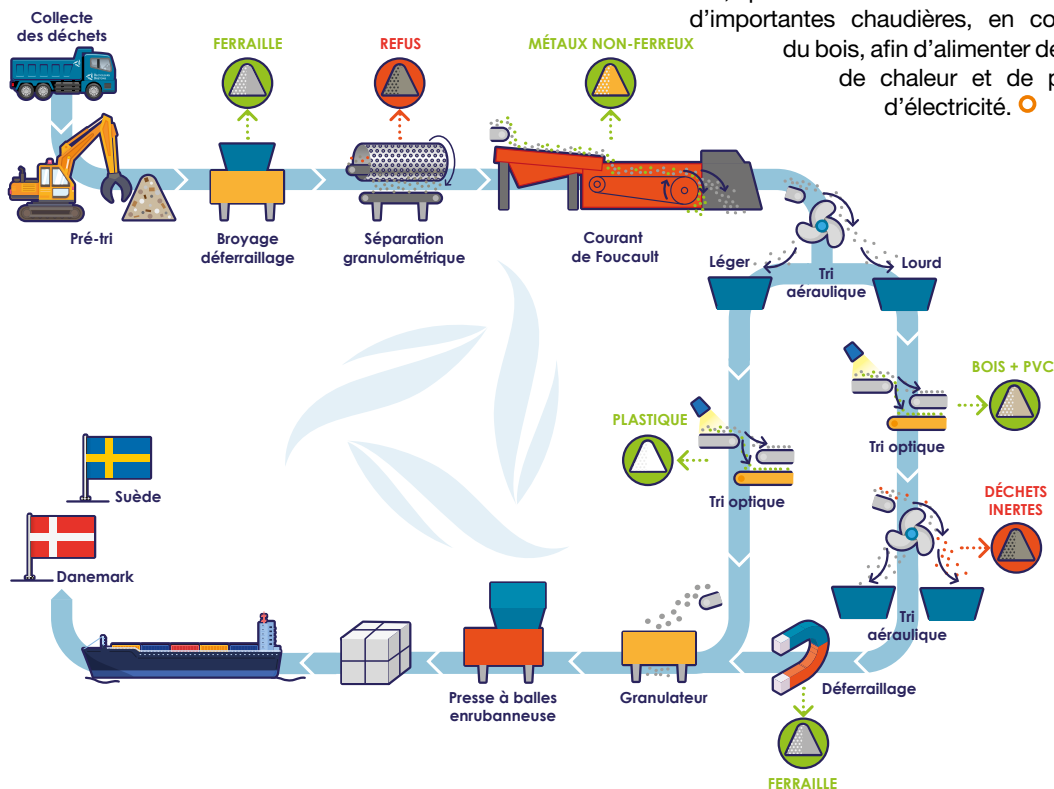 d'importantes chaudières, en co
du bois, afin d'alimenter de
de chaleur et de p
d'électricité.
Collecte
des déchets
FERRAILLE
REFUS
MÉTAUX NON-FERREUX
Pré-tri
Broyage
déferraillage
Séparation
granulométrique
Courant
de Foucault
Léger
Tri
aéraulique
Lourd
BOIS + PVC
PLASTIQUE
Tri optique
Tri optique
DÉCHETS
INERTES
Suède
Danemark
Tri
aéraulique
Presse à balles
enrubanneuse
Granulateur
Déferraillage
FERRAILLE